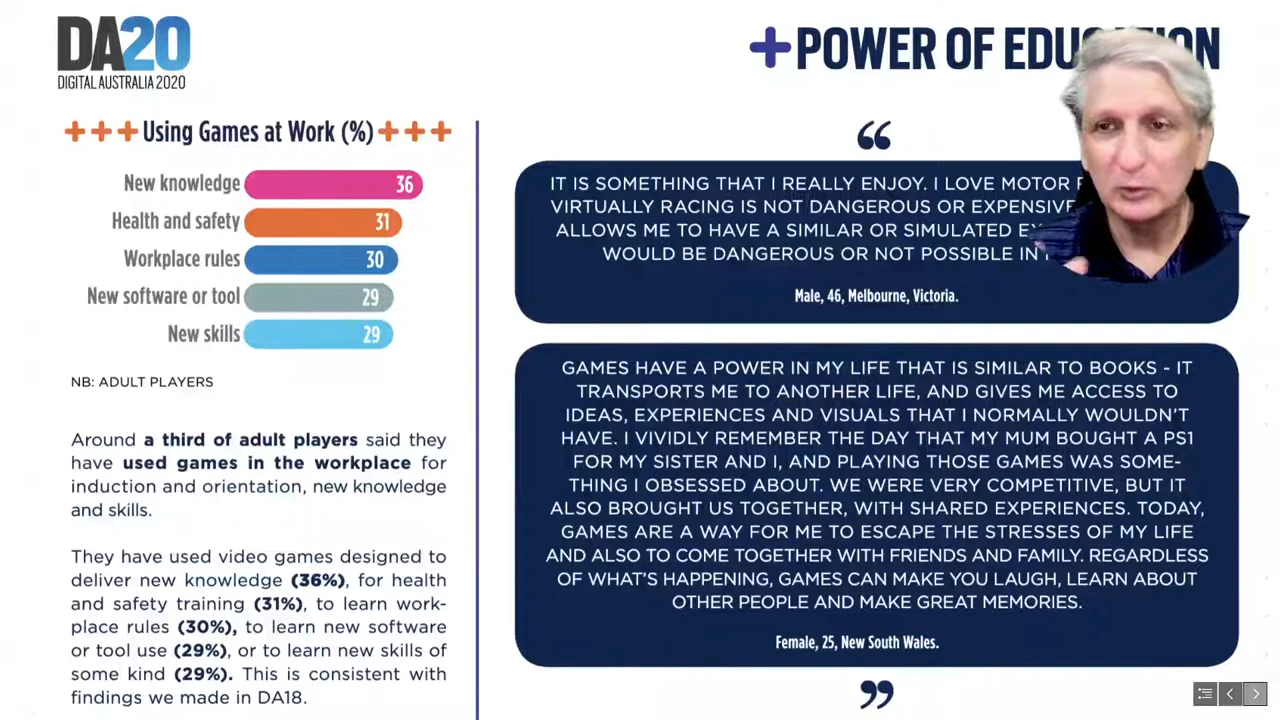 DA20
DIGITAL AUSTRALIA 2020
+POWER OF EDU
+++Using Games at Work (%)+++
New knowledge 36
Health and safety 31
Workplace rules 30
New software or tool 29
New skills 29
NB: ADULT PLAYERS
Around a third of adult players said they
have used games in the workplace for
induction and orientation, new knowledge
and skills.
They have used video games designed to
deliver new knowledge (36%), for health
and safety training (31%), to learn work-
place rules (30%), to learn new software
or tool use (29%), or to learn new skills of
some kind (29%). This is consistent with
findings we made in DA18.
“
IT IS SOMETHING THAT I REALLY ENJOY. I LOVE MOTOR
VIRTUALLY RACING IS NOT DANGEROUS OR EXPENSIVE
ALLOWS ME TO HAVE A SIMILAR OR SIMULATED
WOULD BE DANGEROUS OR NOT POSSIBLE IN
Male, 46, Melbourne, Victoria.
GAMES HAVE A POWER IN MY LIFE THAT IS SIMILAR TO BOOKS - IT
TRANSPORTS ME TO ANOTHER LIFE, AND GIVES ME ACCESS TO
IDEAS, EXPERIENCES AND VISUALS THAT I NORMALLY WOULDN'T
HAVE. I VIVIDLY REMEMBER THE DAY THAT MY MUM BOUGHT A PS1
FOR MY SISTER AND I, AND PLAYING THOSE GAMES WAS SOME-
THING I OBSESSED ABOUT. WE WERE VERY COMPETITIVE, BUT IT
ALSO BROUGHT US TOGETHER, WITH SHARED EXPERIENCES. TODAY,
GAMES ARE A WAY FOR ME TO ESCAPE THE STRESSES OF MY LIFE
AND ALSO TO COME TOGETHER WITH FRIENDS AND FAMILY. REGARDLESS
OF WHAT'S HAPPENING, GAMES CAN MAKE YOU LAUGH, LEARN ABOUT
OTHER PEOPLE AND MAKE GREAT MEMORIES.
Female, 25, New South Wales.
”